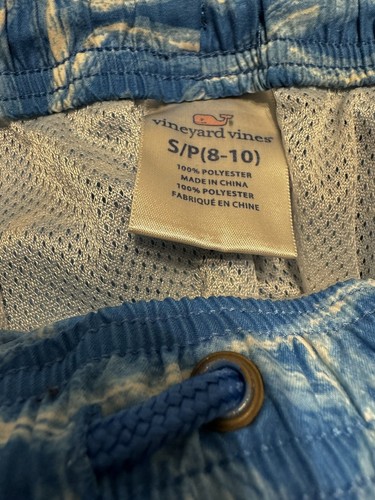 vineyard vines®
S/P(8-10)
100% POLYESTER
MADE IN CHINA
100% POLYESTER
FABRIQUÉ EN CHINE